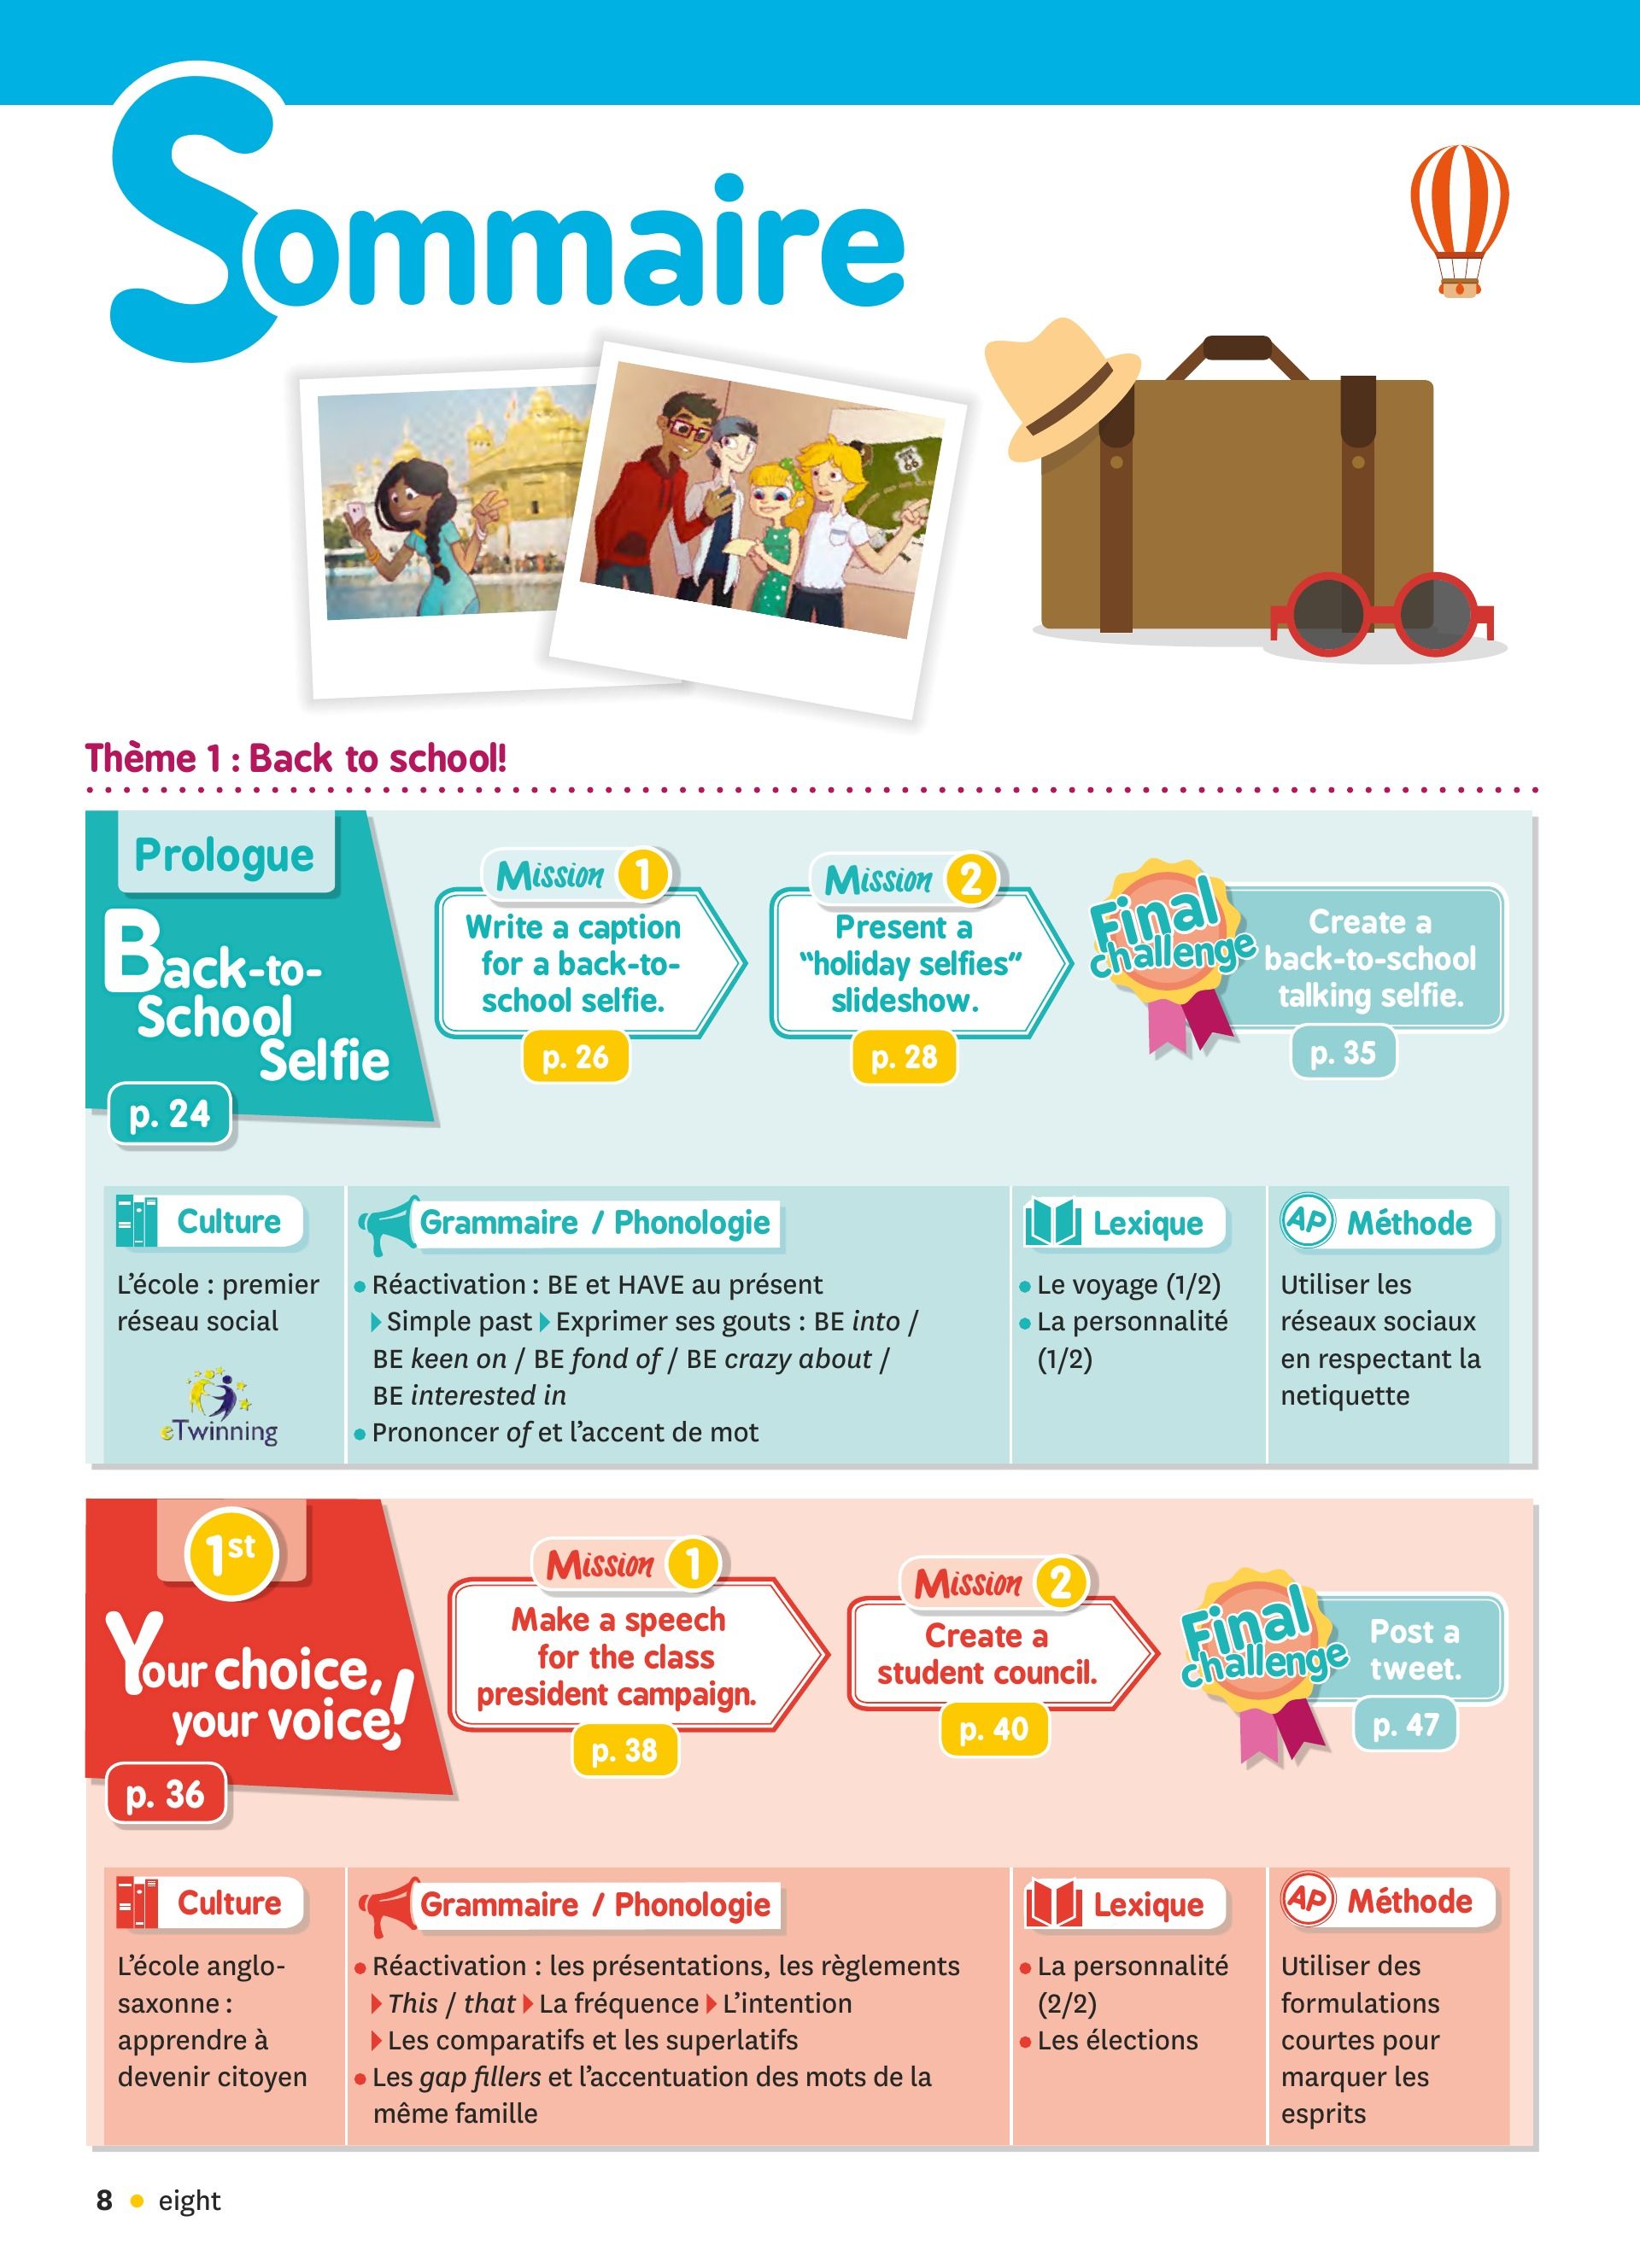 Sommaire
66
Thème 1 : Back to school!
Prologue
Back-to-
School
Selfie
p. 24
Mission 1
Write a caption
for a back-to-
school selfie.
p. 26
Mission 2
Present a
“holiday selfies”
slideshow.
p. 28
Final
challenge
Create a
back-to-school
talking selfie.
p. 35
Culture
L’école : premier
réseau social
eTwinning
Grammaire / Phonologie
• Réactivation : BE et HAVE au présent
▸Simple past ▸Exprimer ses gouts : BE into /
BE keen on / BE fond of / BE crazy about /
BE interested in
• Prononcer of et l’accent de mot
Lexique
• Le voyage (1/2)
• La personnalité
(1/2)
AP Méthode
Utiliser les
réseaux sociaux
en respectant la
netiquette
1st
Your choice,
your voice!
p. 36
Mission 1
Make a speech
for the class
president campaign.
p. 38
Mission 2
Create a
student council.
p. 40
Final
challenge
Post a
tweet.
p. 47
Culture
L’école anglo-
saxonne :
apprendre à
devenir citoyen
Grammaire / Phonologie
• Réactivation : les présentations, les règlements
▸This / that ▸La fréquence ▸L’intention
▸Les comparatifs et les superlatifs
• Les gap fillers et l’accentuation des mots de la
même famille
Lexique
• La personnalité
(2/2)
• Les élections
AP Méthode
Utiliser des
formulations
courtes pour
marquer les
esprits
8 • eight